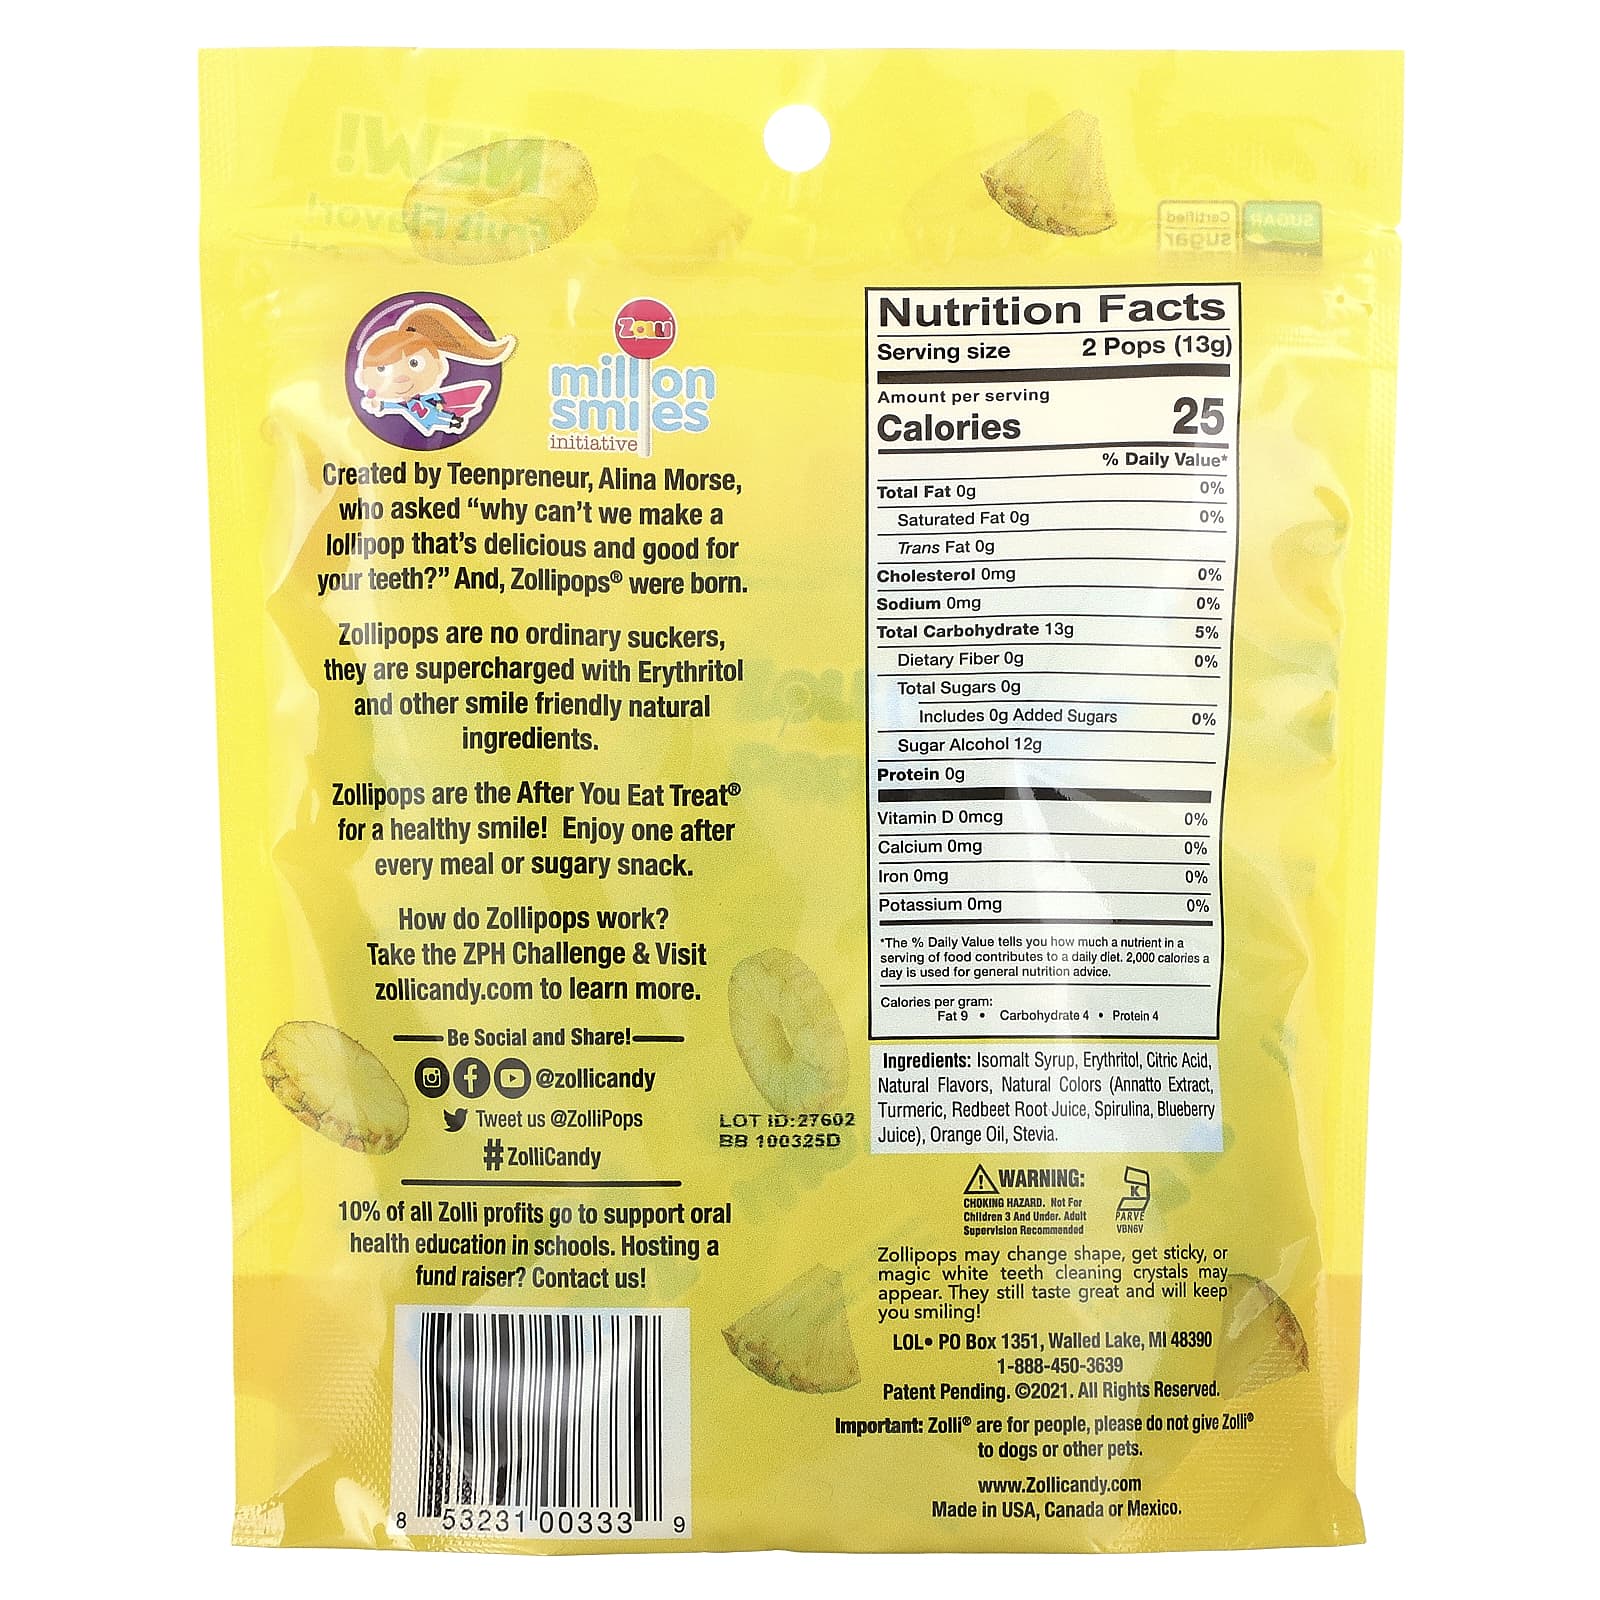 NEW!
Fruit Flavor!
Certified
sugar
SUGAR
Zolli
million
smiles
initiative
Created by Teenpreneur, Alina Morse,
who asked “why can’t we make a
lollipop that’s delicious and good for
your teeth?” And, Zollipops® were born.
Zollipops are no ordinary suckers,
they are supercharged with Erythritol
and other smile friendly natural
ingredients.
Zollipops are the After You Eat Treat®
for a healthy smile! Enjoy one after
every meal or sugary snack.
How do Zollipops work?
Take the ZPH Challenge & Visit
zollicandy.com to learn more.
Be Social and Share!
@zollicandy
Tweet us @ZolliPops
#ZolliCandy
10% of all Zolli profits go to support oral
health education in schools. Hosting a
fund raiser? Contact us!
8 53231 00333 9
LOT ID:27602
BB 100325D
Nutrition Facts
Serving size 2 Pops (13g)
Amount per serving
Calories 25
% Daily Value*
Total Fat 0g 0%
Saturated Fat 0g 0%
Trans Fat 0g
Cholesterol 0mg 0%
Sodium 0mg 0%
Total Carbohydrate 13g 5%
Dietary Fiber 0g 0%
Total Sugars 0g
Includes 0g Added Sugars 0%
Sugar Alcohol 12g
Protein 0g
Vitamin D 0mcg 0%
Calcium 0mg 0%
Iron 0mg 0%
Potassium 0mg 0%
*The % Daily Value tells you how much a nutrient in a
serving of food contributes to a daily diet. 2,000 calories a
day is used for general nutrition advice.
Calories per gram:
Fat 9 • Carbohydrate 4 • Protein 4
Ingredients: Isomalt Syrup, Erythritol, Citric Acid,
Natural Flavors, Natural Colors (Annatto Extract,
Turmeric, Redbeet Root Juice, Spirulina, Blueberry
Juice), Orange Oil, Stevia.
WARNING:
CHOKING HAZARD. Not For
Children 3 And Under. Adult
Supervision Recommended
K
PARVE
VBN6V
Zollipops may change shape, get sticky, or
magic white teeth cleaning crystals may
appear. They still taste great and will keep
you smiling!
LOL• PO Box 1351, Walled Lake, MI 48390
1-888-450-3639
Patent Pending. ©2021. All Rights Reserved.
Important: Zolli® are for people, please do not give Zolli®
to dogs or other pets.
www.Zollicandy.com
Made in USA, Canada or Mexico.